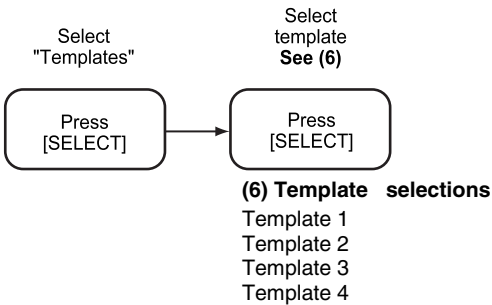 Select
"Templates"
Press
[SELECT]
Select
template
See (6)
Press
[SELECT]
(6) Template selections
Template 1
Template 2
Template 3
Template 4